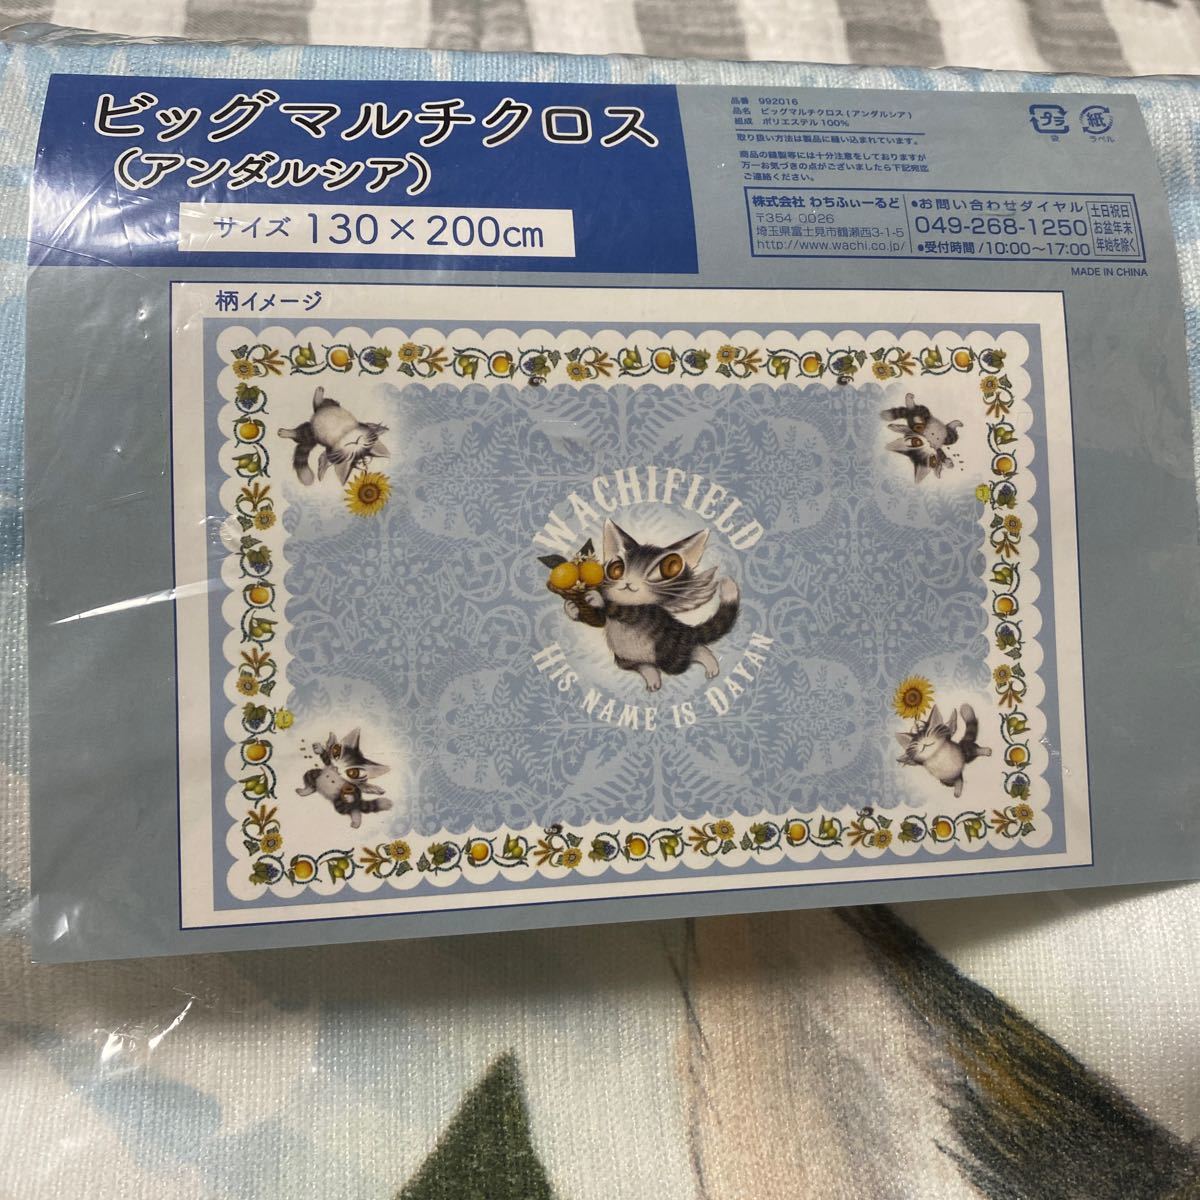 ビッグマルチクロス
(アンダルシア)
サイズ 130×200cm
品番 992016
品名 ビッグマルチクロス(アンダルシア)
組成 ポリエステル100%
取り扱い方法は製品に縫い込まれています。
商品の縫製等には十分注意をしておりますが
万一お気づきの点がございましたら下記宛迄
ご連絡ください。
プラ
袋
紙
ラベル
株式会社 わちふぃーるど
〒354-0026
埼玉県富士見市鶴瀬西3-1-5
http://www.wachi.co.jp/
●お問い合わせダイヤル
049-268-1250
●受付時間/10:00〜17:00
土日祝日
お盆年末
年始を除く
MADE IN CHINA
柄イメージ
WACHIFIELD
HIS NAME IS DAYAN